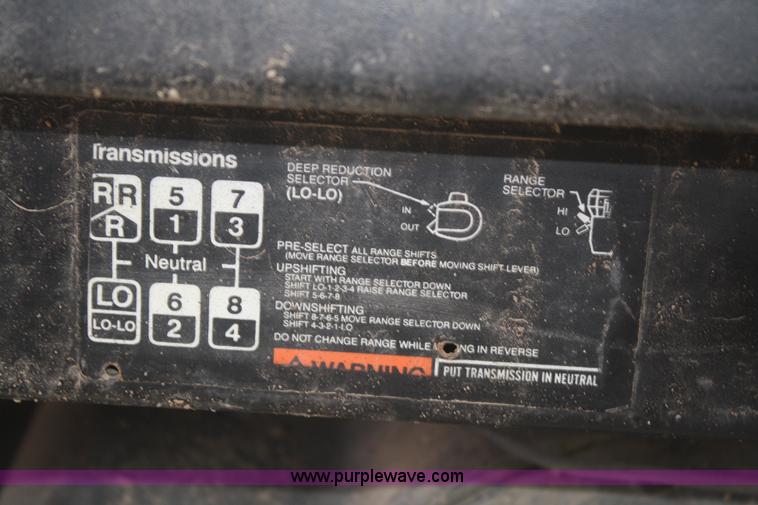 Transmissions
R R 5 7
R 1 3
Neutral
LO 6 8
LO-LO 2 4
DEEP REDUCTION
SELECTOR
(LO-LO)
IN
OUT
RANGE
SELECTOR
HI
LO
PRE-SELECT ALL RANGE SHIFTS
(MOVE RANGE SELECTOR BEFORE MOVING SHIFT LEVER)
UPSHIFTING
START WITH RANGE SELECTOR DOWN
SHIFT LO-1-2-3-4 RAISE RANGE SELECTOR
SHIFT 5-6-7-8
DOWNSHIFTING
SHIFT 8-7-6-5 MOVE RANGE SELECTOR DOWN
SHIFT 4-3-2-1-LO
DO NOT CHANGE RANGE WHILE IN REVERSE
WARNING
PUT TRANSMISSION IN NEUTRAL
www.purplewave.com